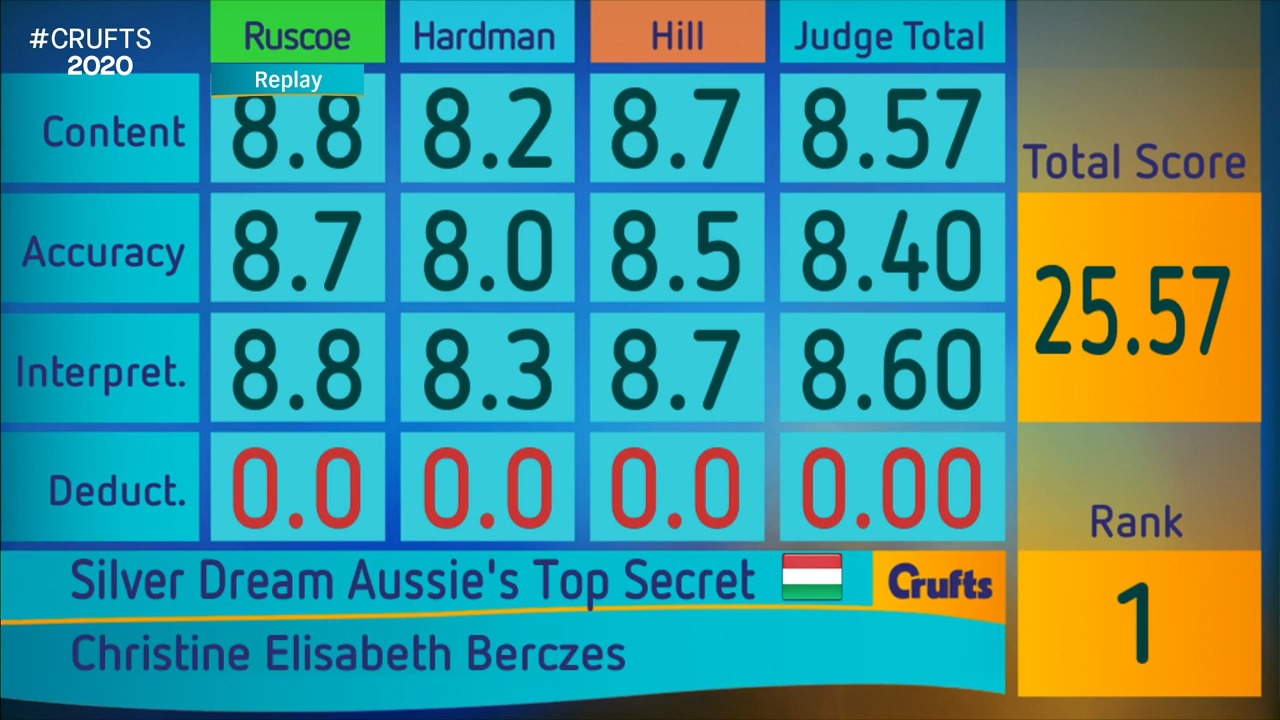 #CRUFTS
2020
Ruscoe Hardman Hill Judge Total
Replay
Content 8.8 8.2 8.7 8.57
Total Score
Accuracy 8.7 8.0 8.5 8.40
25.57
Interpret. 8.8 8.3 8.7 8.60
Deduct. 0.0 0.0 0.0 0.00
Rank
1
Silver Dream Aussie's Top Secret Crufts
Christine Elisabeth Berczes